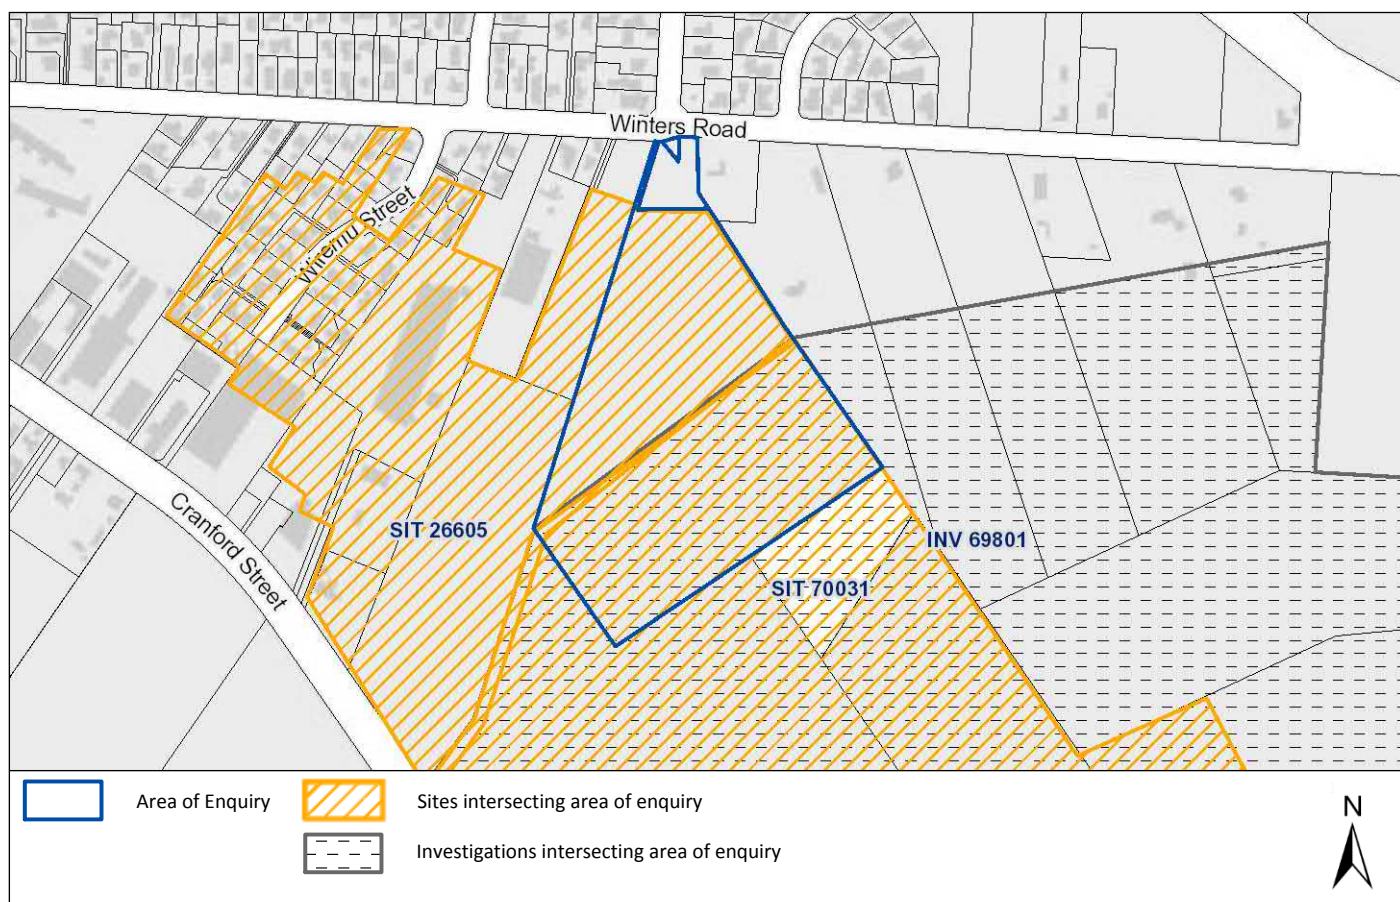 Winters Road
Wiremu Street
Cranford Street
SIT 26605
INV 69801
SIT 70031
Area of Enquiry
Sites intersecting area of enquiry
Investigations intersecting area of enquiry
N